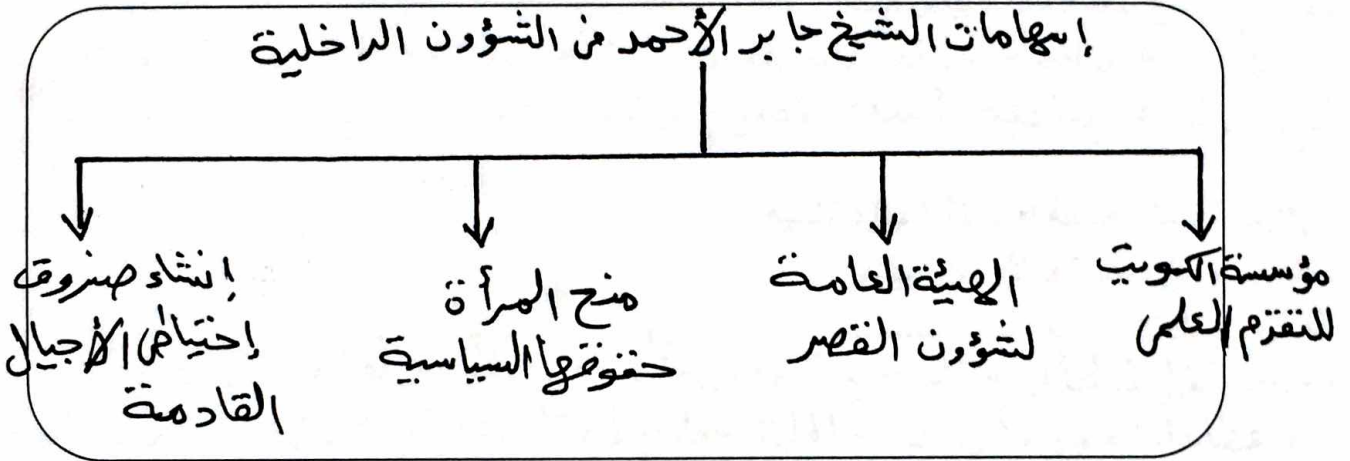 إسهامات الشيخ جابر الأحمد في الشؤون الداخلية
مؤسسة الكويت
للتقدم العلمي
الهيئة العامة
لشؤون القصر
منح المرأة
حقوقها السياسية
إنشاء صندوق
إحتياطي الأجيال
القادمة